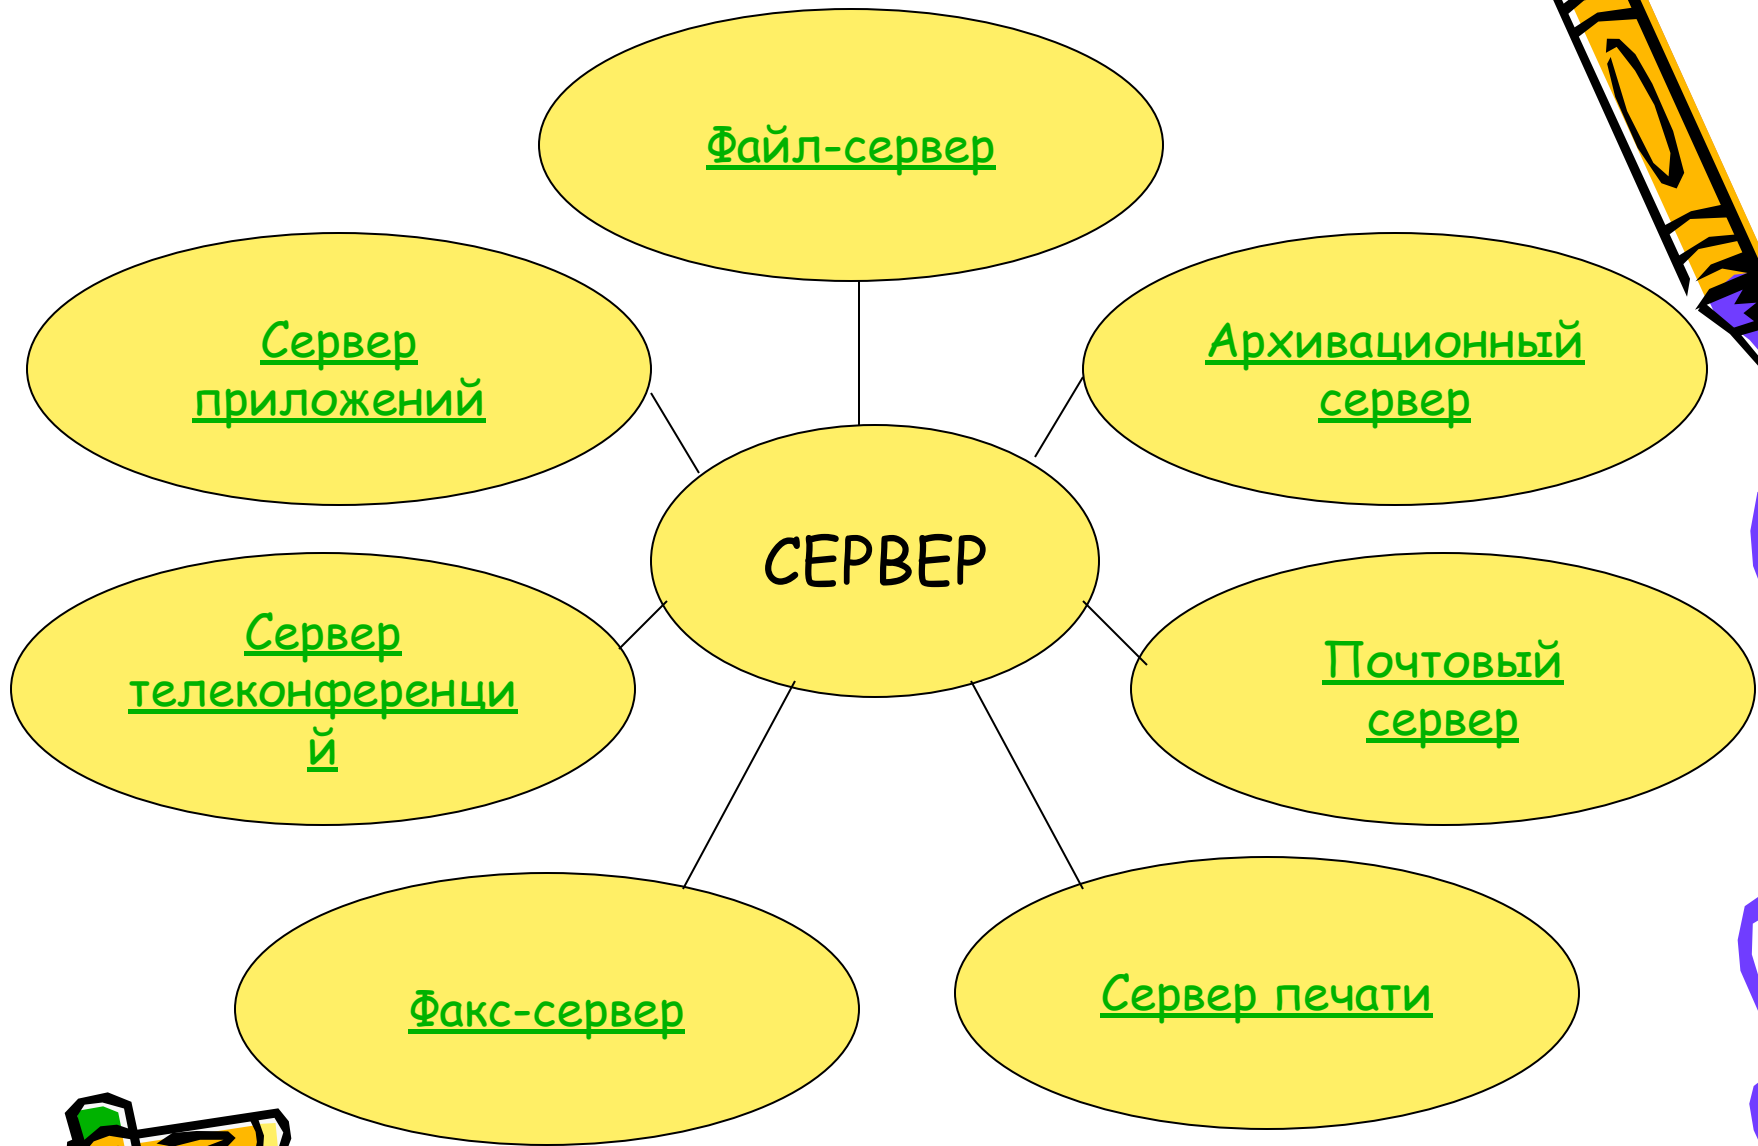 Файл-сервер
Сервер
приложений
Архивационный
сервер
СЕРВЕР
Сервер
телеконференци
й
Почтовый
сервер
Факс-сервер
Сервер печати